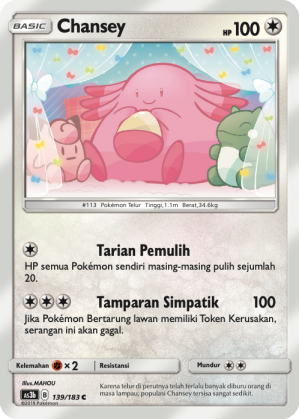 BASIC Chansey HP 100
#113 Pokémon Telur Tinggi,1.1m Berat,34.6kg
Tarian Pemulih
HP semua Pokémon sendiri masing-masing pulih sejumlah
20.
Tamparan Simpatik 100
Jika Pokémon Bertarung lawan memiliki Token Kerusakan,
serangan ini akan gagal.
Kelemahan ×2 Resistansi Mundur
Illus.MAHOU
AS3b B 139/183 C
©2019 Pokémon
Karena telur di perutnya telah terlalu banyak diburu orang di
masa lampau, populasi Chansey tersisa sangat sedikit.